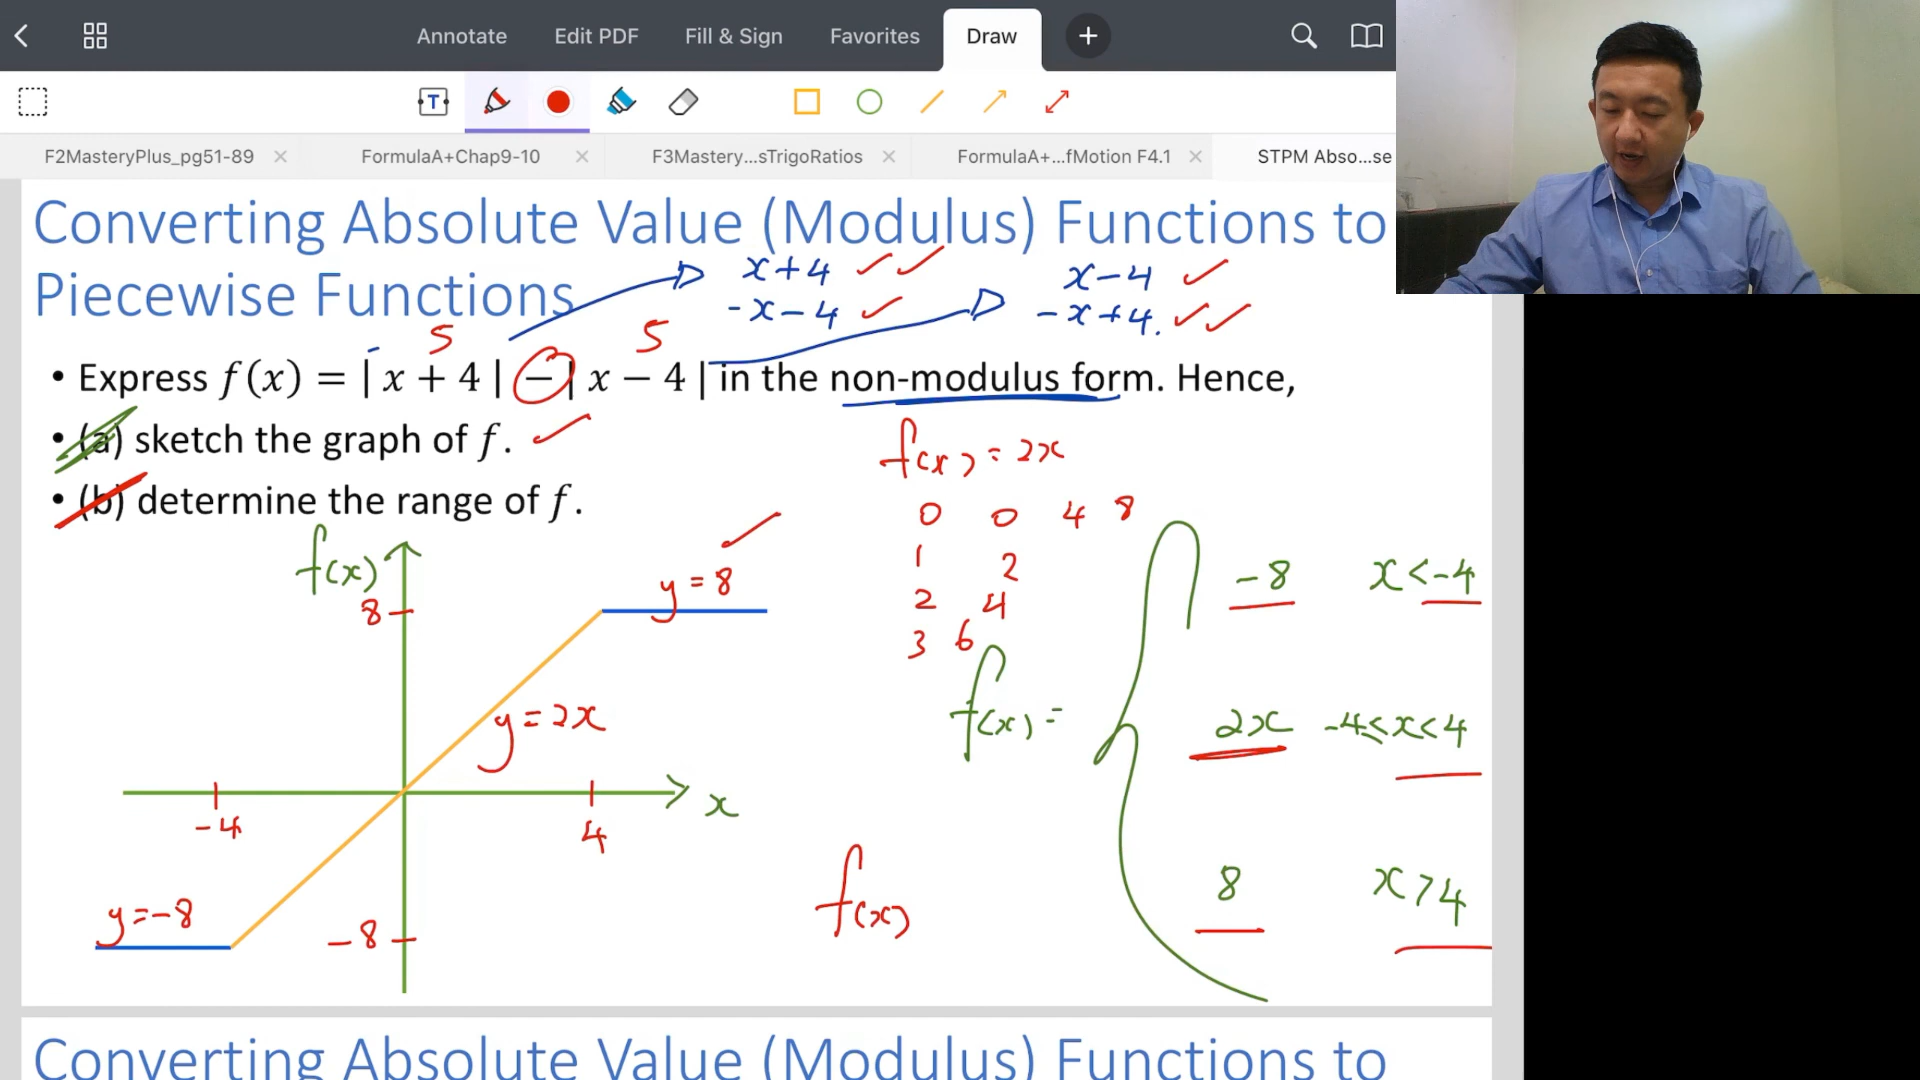 Annotate Edit PDF Fill & Sign Favorites Draw
T
F2MasteryPlus_pg51-89 FormulaA+Chap9-10 F3Mastery...sTrigoRatios FormulaA+...fMotion F4.1 STPM Abso...se
Converting Absolute Value (Modulus) Functions to
Piecewise Functions
x+4 x-4
-x-4 -x+4.
5 5
• Express f(x) = | x + 4 | − | x − 4 | in the non-modulus form. Hence,
• (a) sketch the graph of f.
• (b) determine the range of f.
f(x) = 2x
0 0 4 8
1 2
2 4
3 6
f(x)
8
y = 8
y = 2x
-4 4 x
y = -8
-8
f(x) =
-8 x < -4
2x -4 ≤ x < 4
8 x > 4
f(x)
Converting Absolute Value (Modulus) Functions to